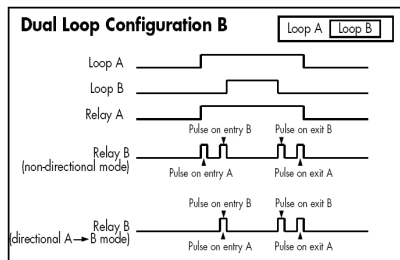 Dual Loop Configuration B
Loop A Loop B
Loop A
Loop B
Relay A
Pulse on entry B Pulse on exit B
Relay B
(non-directional mode)
Pulse on entry A Pulse on exit A
Pulse on entry B Pulse on exit B
Relay B
(directional A→B mode)
Pulse on entry A Pulse on exit A